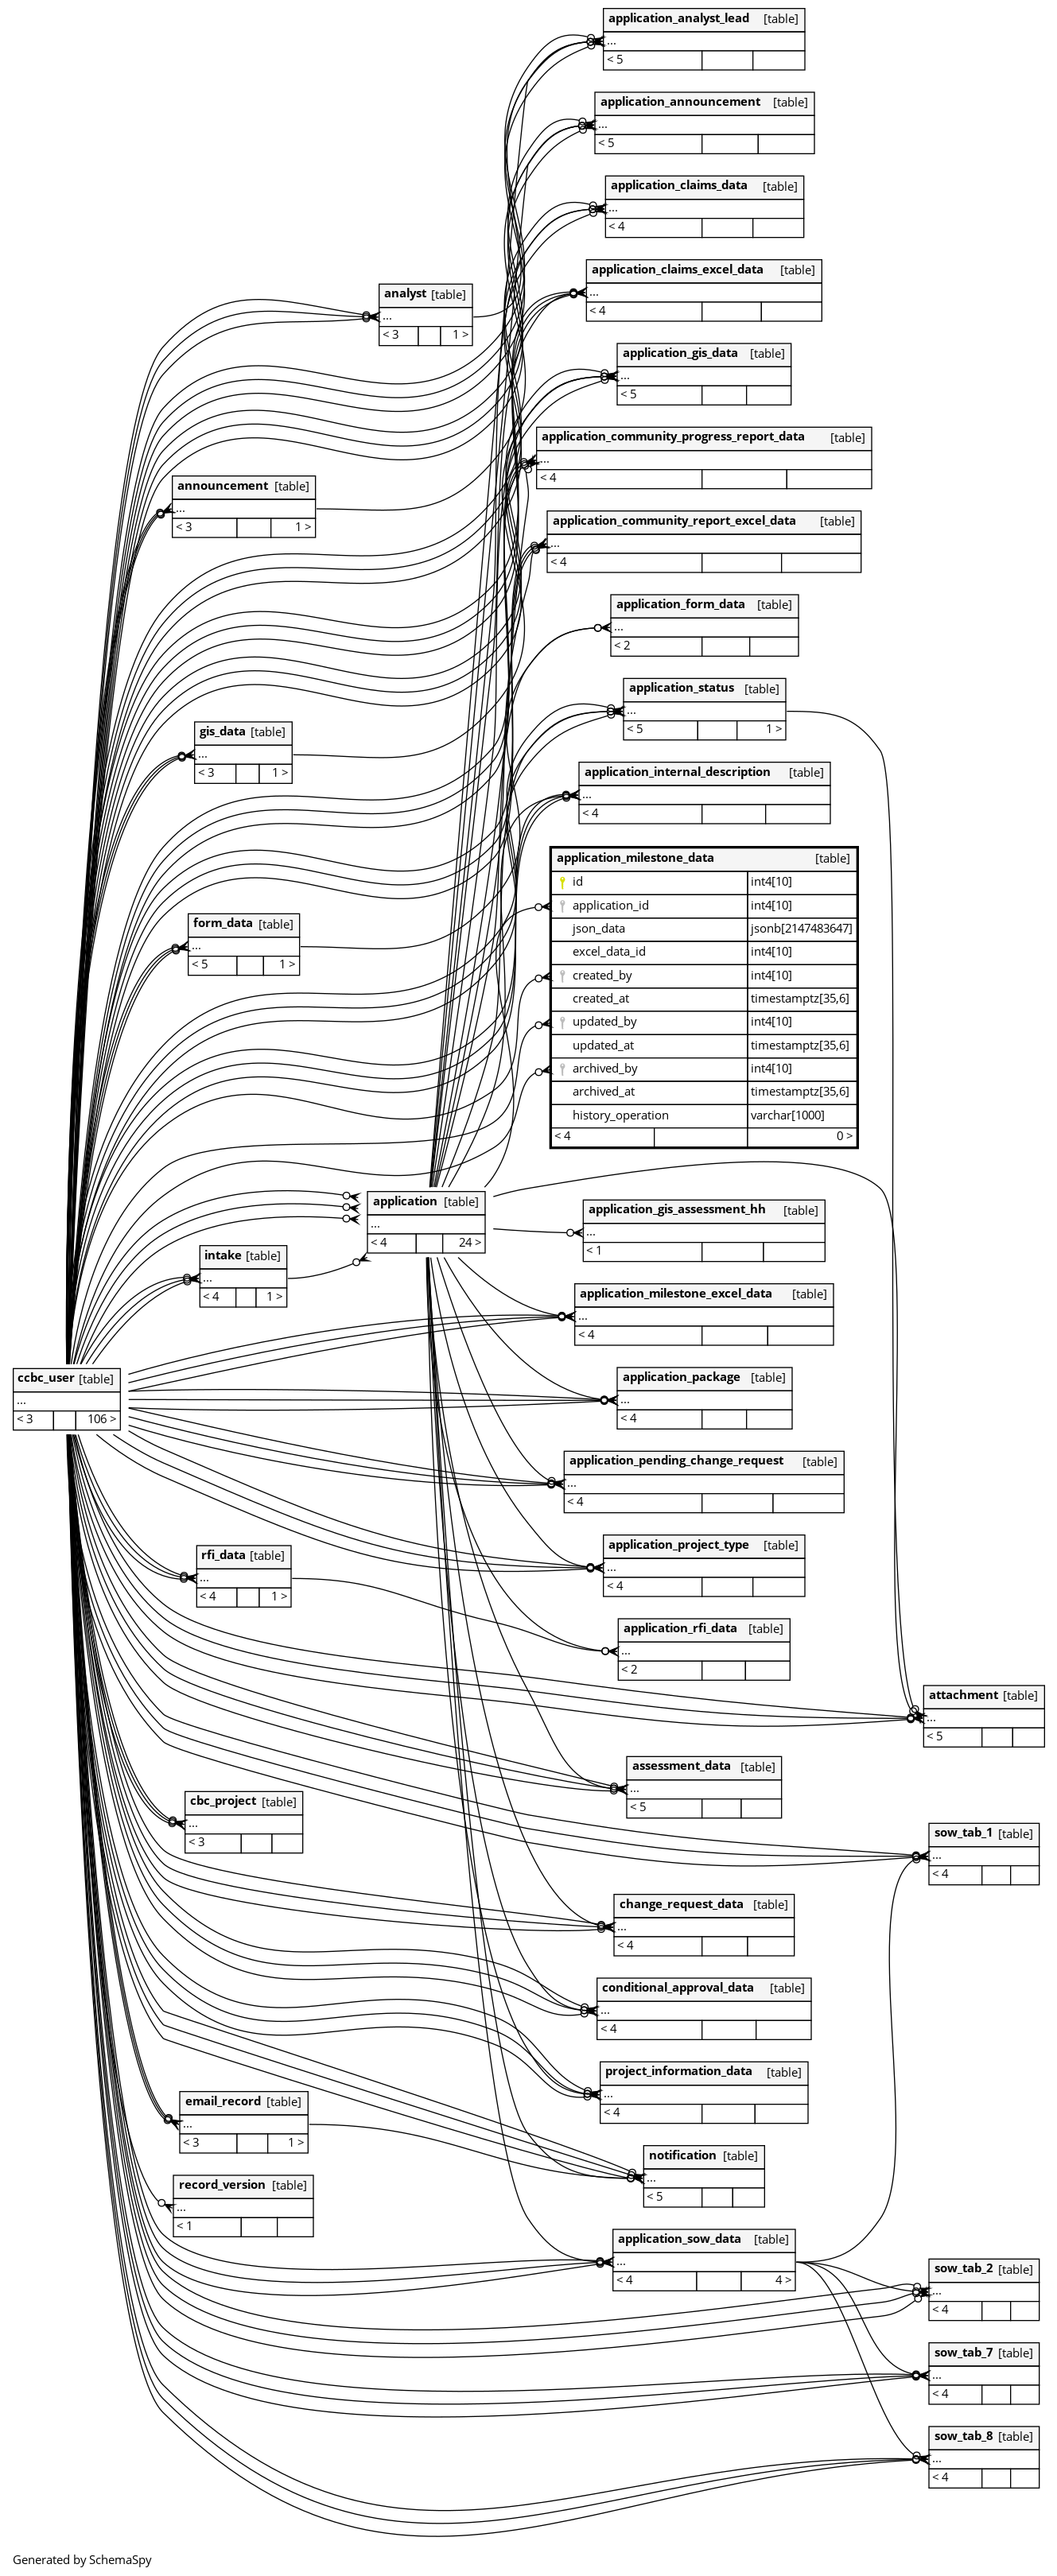 application_analyst_lead [table]
...
< 5
application_announcement [table]
...
< 5
application_claims_data [table]
...
< 4
application_claims_excel_data [table]
...
< 4
analyst [table]
...
< 3 1 >
application_gis_data [table]
...
< 5
application_community_progress_report_data [table]
...
< 4
announcement [table]
...
< 3 1 >
application_community_report_excel_data [table]
...
< 4
application_form_data [table]
...
< 2
application_status [table]
...
< 5 1 >
gis_data [table]
...
< 3 1 >
application_internal_description [table]
...
< 4
application_milestone_data [table]
id int4[10]
application_id int4[10]
json_data jsonb[2147483647]
excel_data_id int4[10]
created_by int4[10]
created_at timestamptz[35,6]
updated_by int4[10]
updated_at timestamptz[35,6]
archived_by int4[10]
archived_at timestamptz[35,6]
history_operation varchar[1000]
< 4 0 >
form_data [table]
...
< 5 1 >
application [table]
...
< 4 24 >
application_gis_assessment_hh [table]
...
< 1
intake [table]
...
< 4 1 >
application_milestone_excel_data [table]
...
< 4
ccbc_user [table]
...
< 3 106 >
application_package [table]
...
< 4
application_pending_change_request [table]
...
< 4
application_project_type [table]
...
< 4
rfi_data [table]
...
< 4 1 >
application_rfi_data [table]
...
< 2
attachment [table]
...
< 5
assessment_data [table]
...
< 5
cbc_project [table]
...
< 3
sow_tab_1 [table]
...
< 4
change_request_data [table]
...
< 4
conditional_approval_data [table]
...
< 4
project_information_data [table]
...
< 4
email_record [table]
...
< 3 1 >
notification [table]
...
< 5
record_version [table]
...
< 1
application_sow_data [table]
...
< 4 4 >
sow_tab_2 [table]
...
< 4
sow_tab_7 [table]
...
< 4
sow_tab_8 [table]
...
< 4
Generated by SchemaSpy